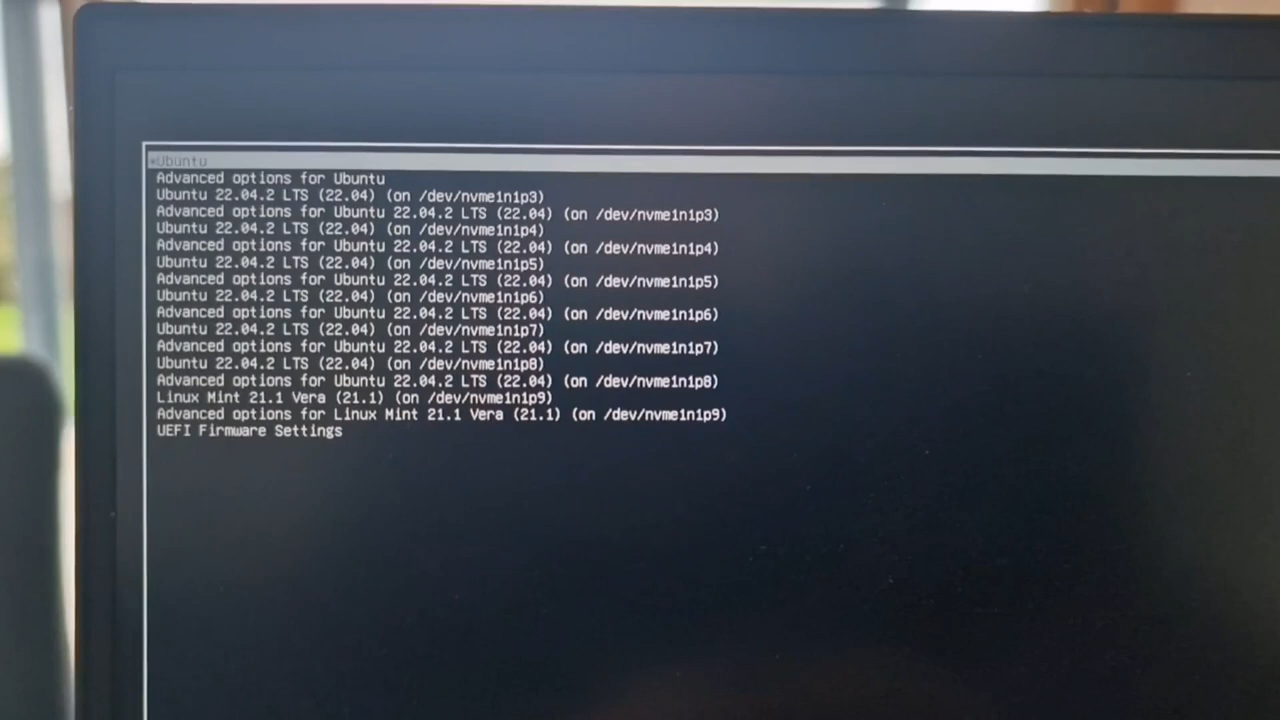 *Ubuntu
Advanced options for Ubuntu
Ubuntu 22.04.2 LTS (22.04) (on /dev/nvme1n1p3)
Advanced options for Ubuntu 22.04.2 LTS (22.04) (on /dev/nvme1n1p3)
Ubuntu 22.04.2 LTS (22.04) (on /dev/nvme1n1p4)
Advanced options for Ubuntu 22.04.2 LTS (22.04) (on /dev/nvme1n1p4)
Ubuntu 22.04.2 LTS (22.04) (on /dev/nvme1n1p5)
Advanced options for Ubuntu 22.04.2 LTS (22.04) (on /dev/nvme1n1p5)
Ubuntu 22.04.2 LTS (22.04) (on /dev/nvme1n1p6)
Advanced options for Ubuntu 22.04.2 LTS (22.04) (on /dev/nvme1n1p6)
Ubuntu 22.04.2 LTS (22.04) (on /dev/nvme1n1p7)
Advanced options for Ubuntu 22.04.2 LTS (22.04) (on /dev/nvme1n1p7)
Ubuntu 22.04.2 LTS (22.04) (on /dev/nvme1n1p8)
Advanced options for Ubuntu 22.04.2 LTS (22.04) (on /dev/nvme1n1p8)
Linux Mint 21.1 Vera (21.1) (on /dev/nvme1n1p9)
Advanced options for Linux Mint 21.1 Vera (21.1) (on /dev/nvme1n1p9)
UEFI Firmware Settings